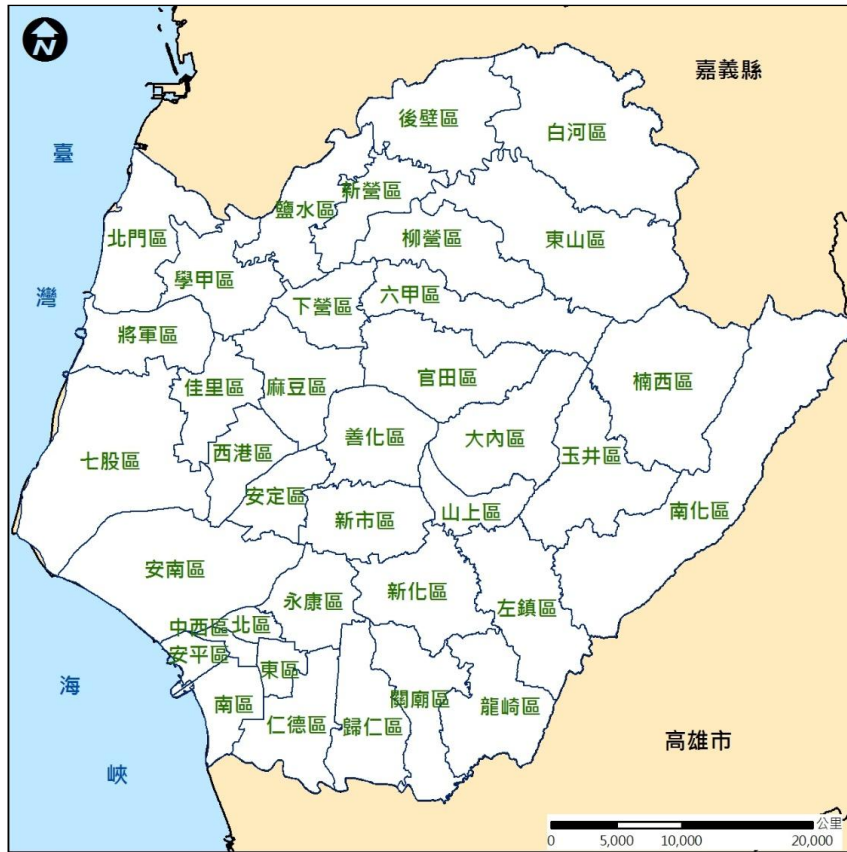 N
嘉義縣
後壁區
白河區
臺
新營區
鹽水區
北門區
柳營區
東山區
學甲區
六甲區
灣
下營區
將軍區
官田區
楠西區
佳里區
麻豆區
善化區
大內區
西港區
玉井區
七股區
安定區
南化區
新市區
山上區
安南區
新化區
永康區
左鎮區
中西區
北區
安平區
東區
海
南區
關廟區
龍崎區
仁德區
歸仁區
高雄市
峽
公里
0
5,000
10,000
20,000